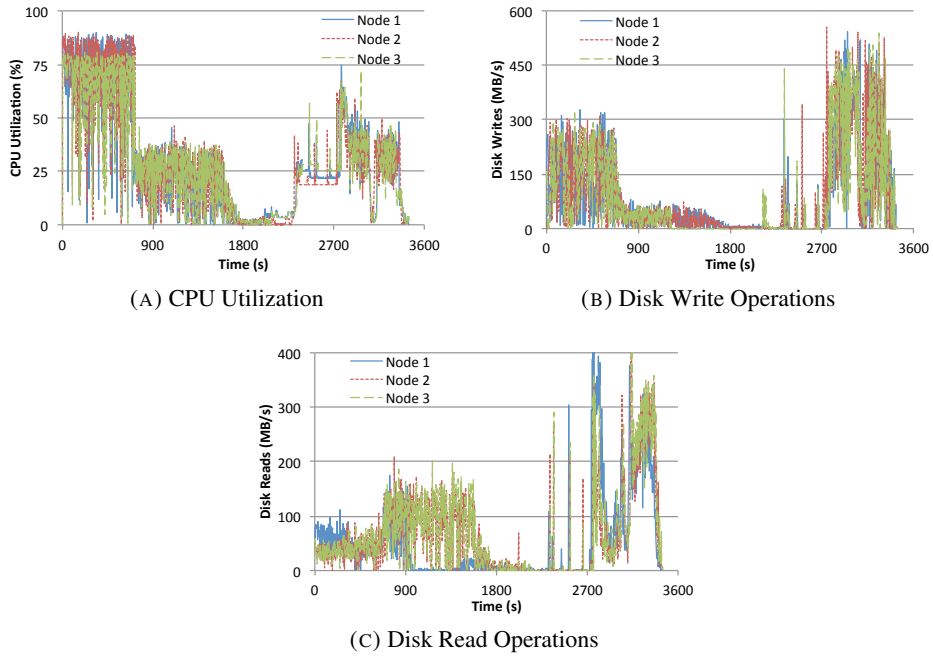 100
75
50
25
0
CPU Utilization (%)
Node 1
Node 2
Node 3
0 900 1800 2700 3600
Time (s)
(A) CPU Utilization
600
450
300
150
0
Disk Writes (MB/s)
Node 1
Node 2
Node 3
0 900 1800 2700 3600
Time (s)
(B) Disk Write Operations
400
300
200
100
0
Disk Reads (MB/s)
Node 1
Node 2
Node 3
0 900 1800 2700 3600
Time (s)
(C) Disk Read Operations